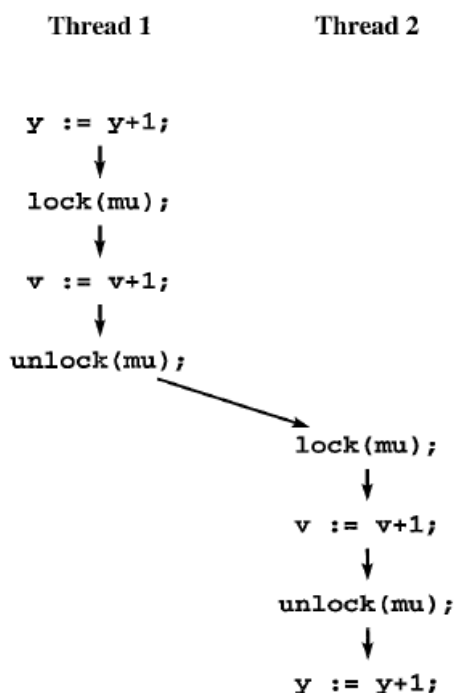 Thread 1
Thread 2
y := y+1;
lock(mu);
v := v+1;
unlock(mu);
lock(mu);
v := v+1;
unlock(mu);
y := y+1;